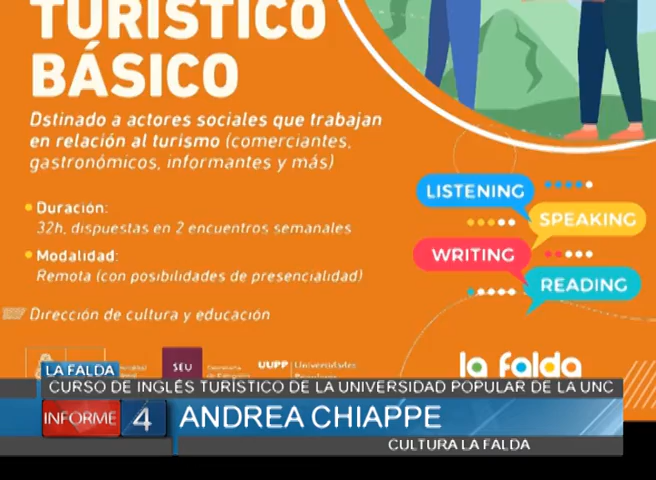 TURÍSTICO
BÁSICO
Dstinado a actores sociales que trabajan
en relación al turismo (comerciantes,
gastronómicos, informantes y más)
Duración:
32h, dispuestas en 2 encuentros semanales
Modalidad:
Remota (con posibilidades de presencialidad)
Dirección de cultura y educación
LISTENING
SPEAKING
WRITING
READING
SEU
UUPP
Universidades
la falda
LA FALDA
CURSO DE INGLÉS TURÍSTICO DE LA UNIVERSIDAD POPULAR DE LA UNC
INFORME 4
ANDREA CHIAPPE
CULTURA LA FALDA